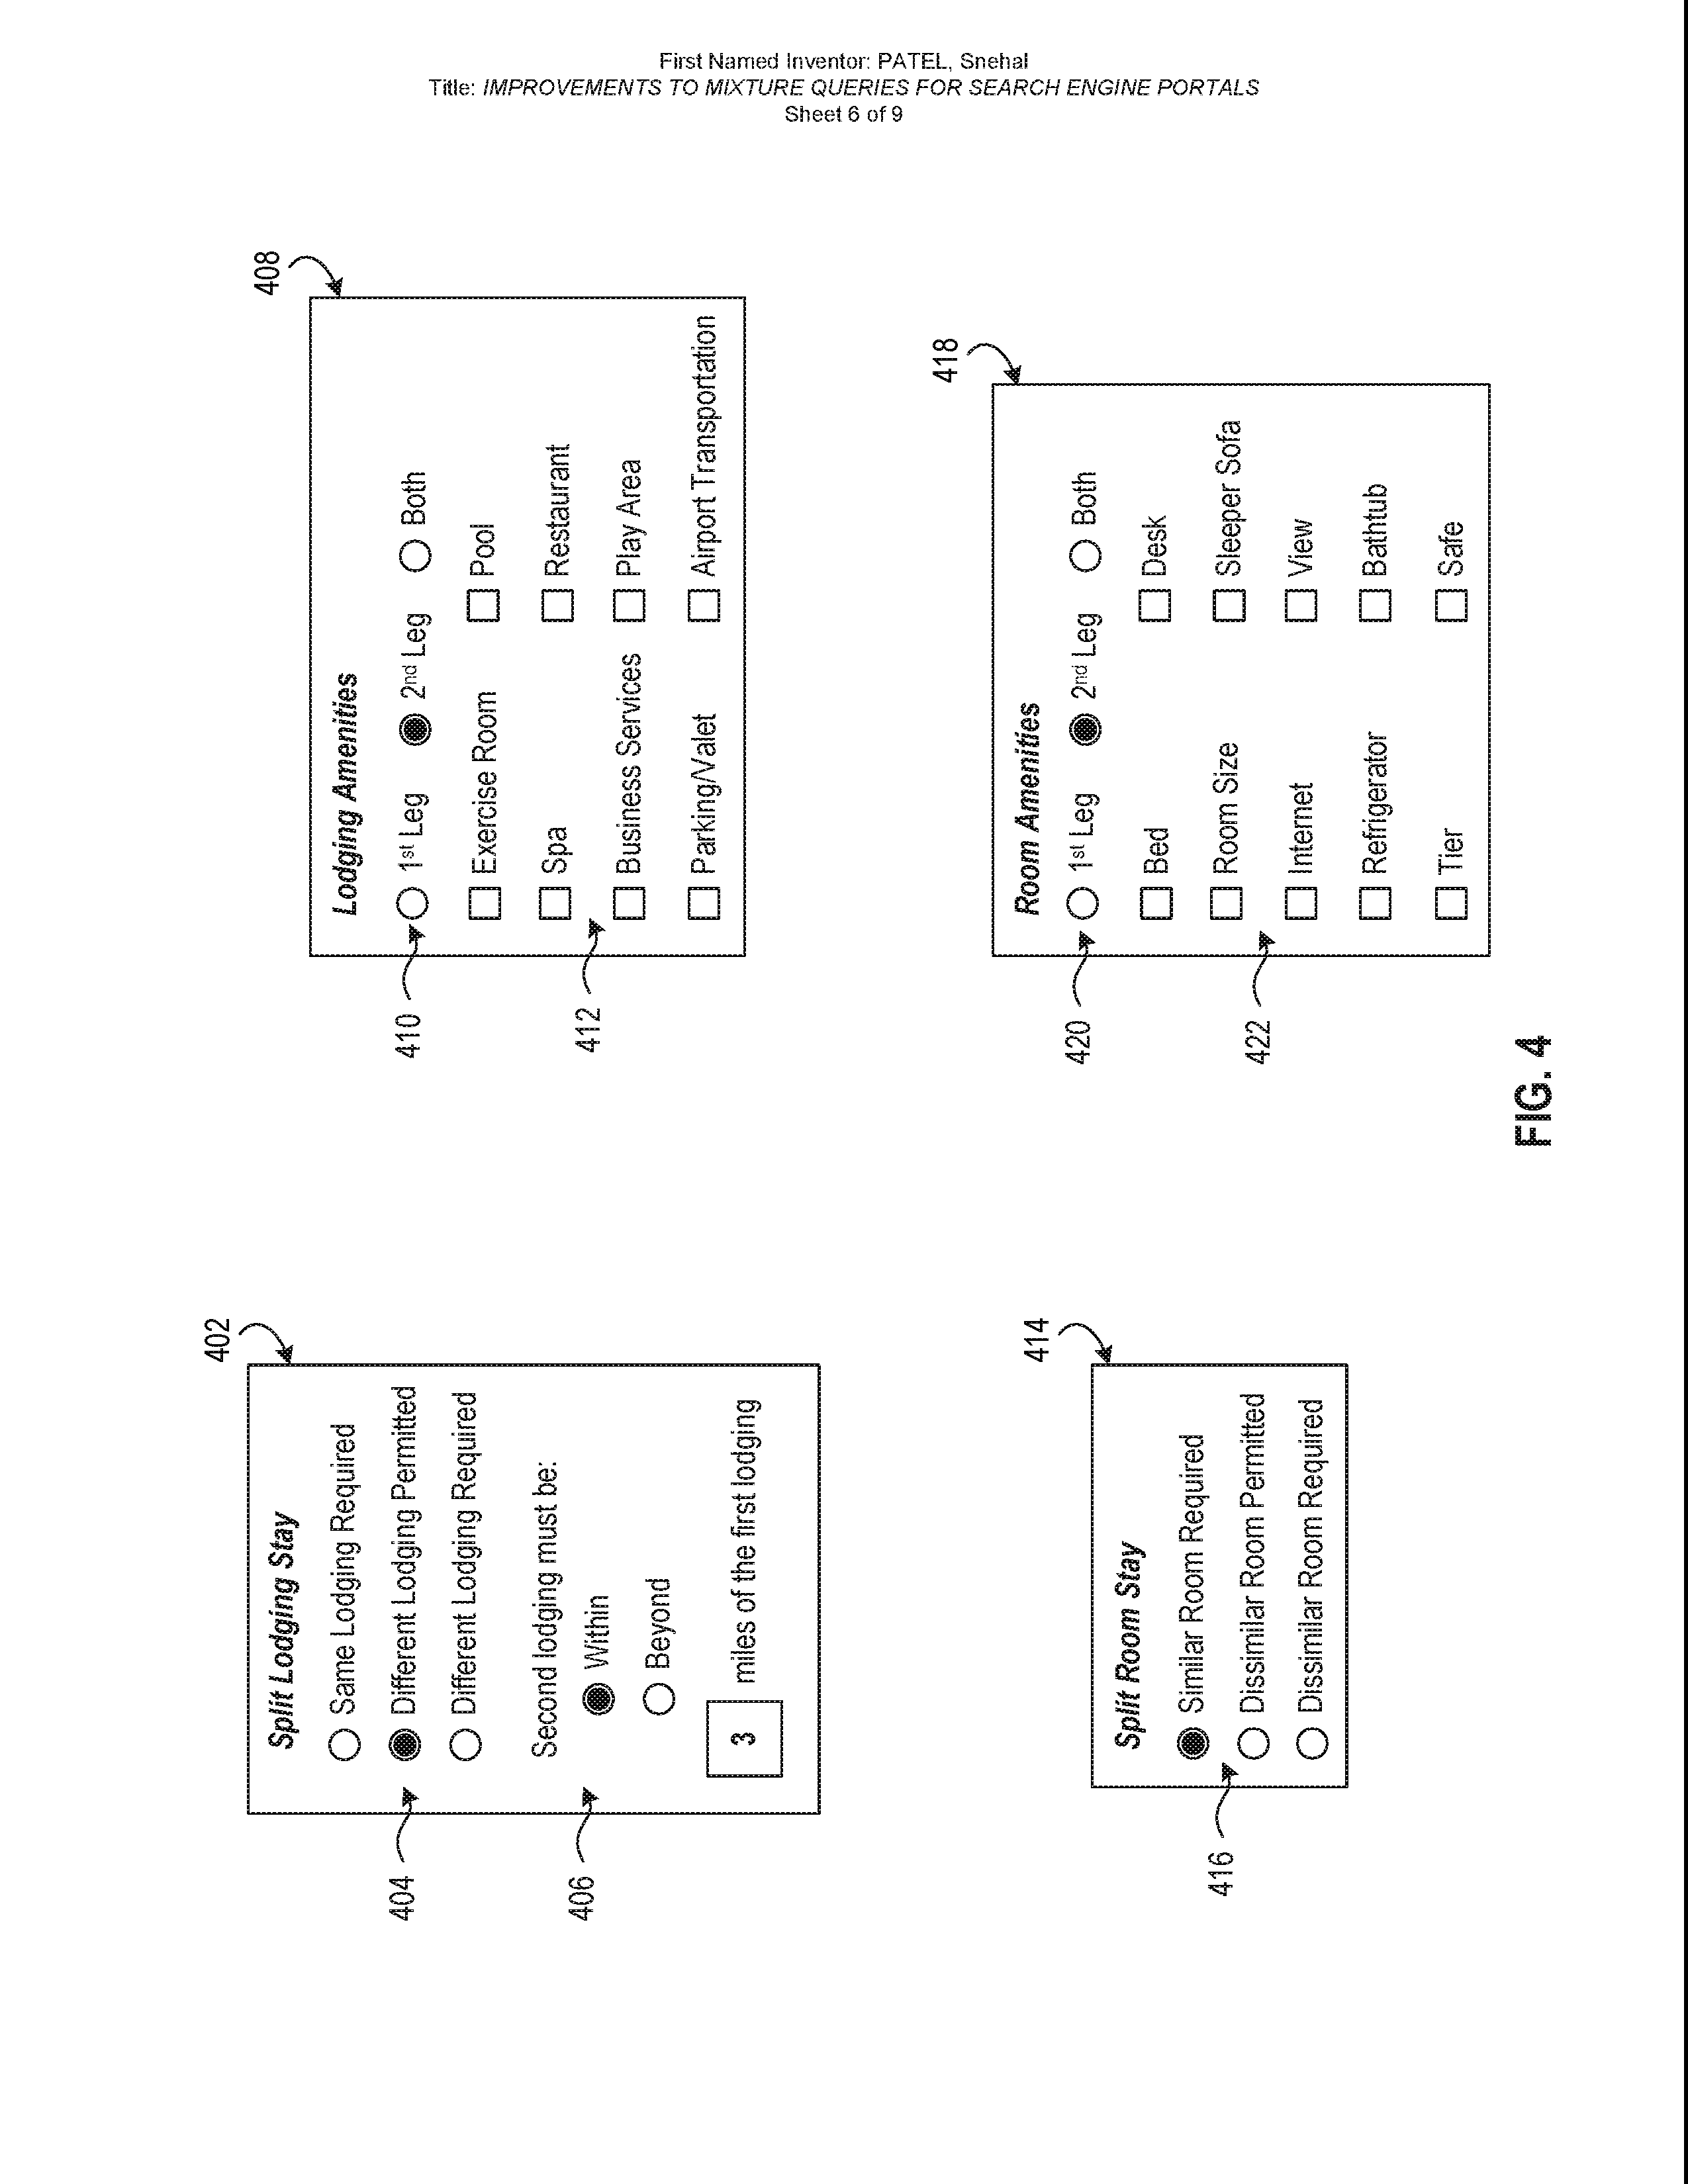 First Named Inventor: PATEL, Snehal
Title: IMPROVEMENTS TO MIXTURE QUERIES FOR SEARCH ENGINE PORTALS
Sheet 6 of 9
402
Split Lodging Stay
Same Lodging Required
404
Different Lodging Permitted
Different Lodging Required
406
Second lodging must be:
Within
Beyond
3 miles of the first lodging
408
Lodging Amenities
410
1st Leg 2nd Leg Both
Exercise Room Pool
Spa Restaurant
412
Business Services Play Area
Parking/Valet Airport Transportation
414
Split Room Stay
Similar Room Required
416
Dissimilar Room Permitted
Dissimilar Room Required
418
Room Amenities
420
1st Leg 2nd Leg Both
Bed Desk
Room Size Sleeper Sofa
422
Internet View
Refrigerator Bathtub
Tier Safe
FIG. 4